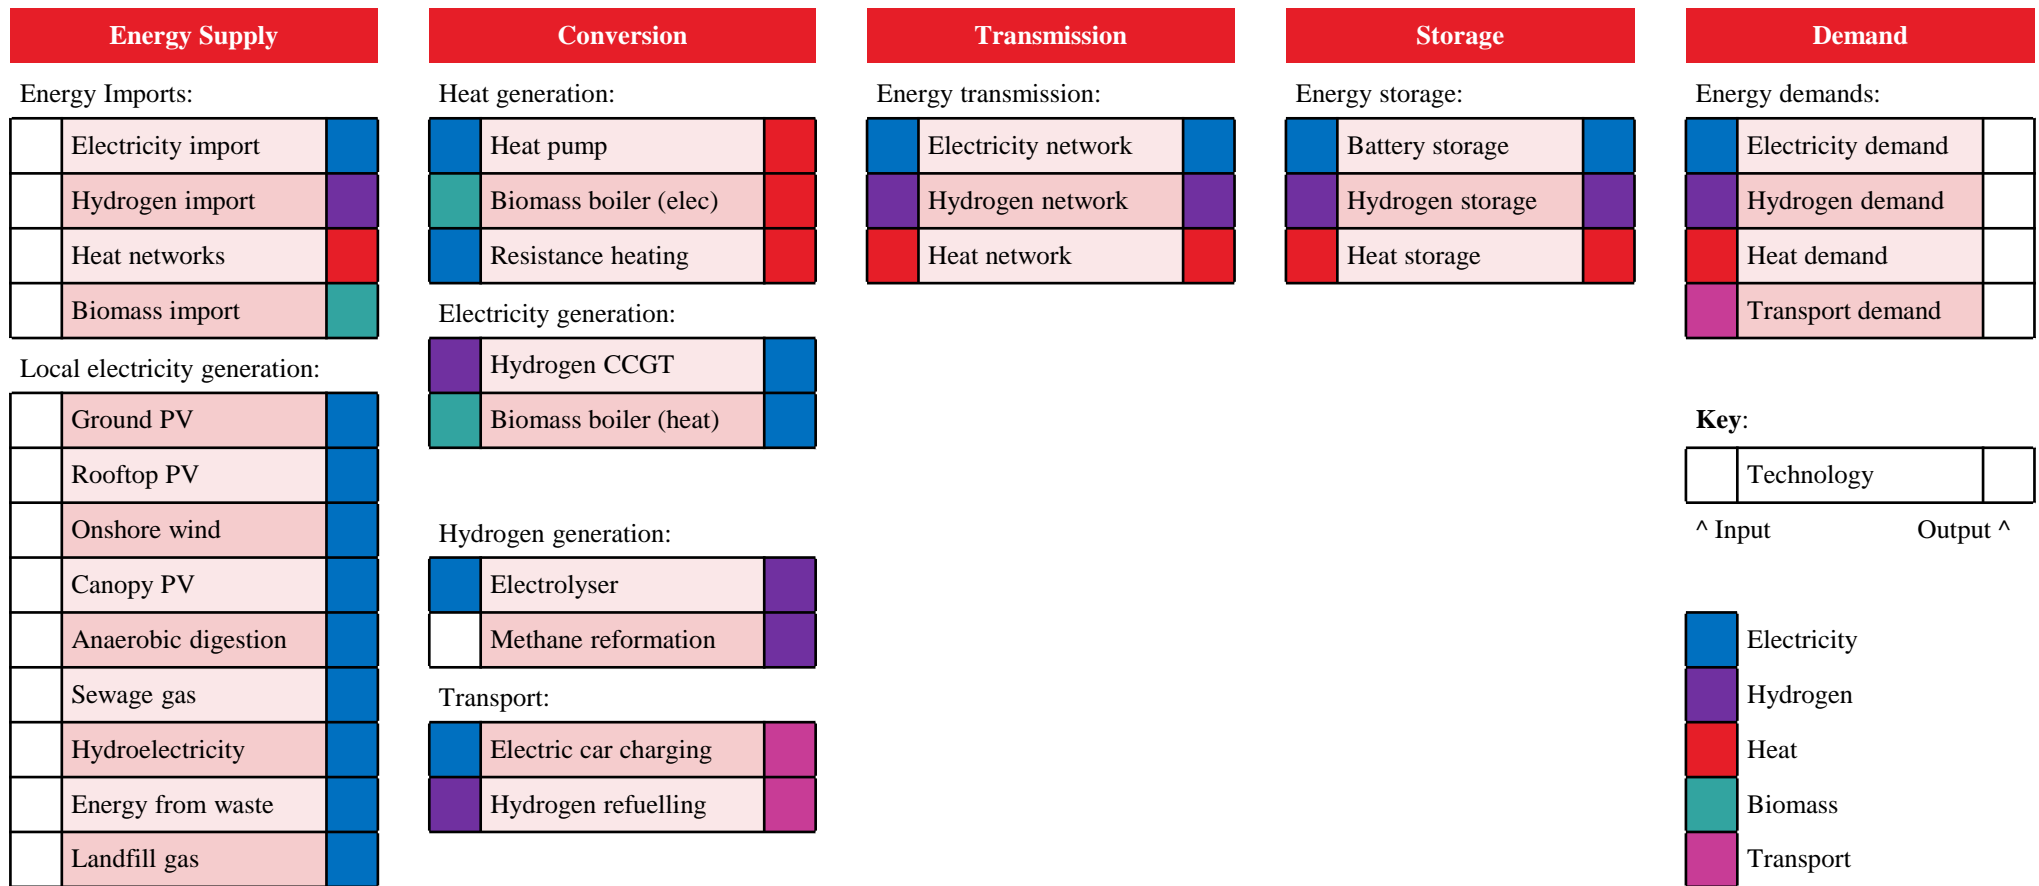 Energy Supply
Energy Imports:
Electricity import
Hydrogen import
Heat networks
Biomass import
Local electricity generation:
Ground PV
Rooftop PV
Onshore wind
Canopy PV
Anaerobic digestion
Sewage gas
Hydroelectricity
Energy from waste
Landfill gas
Conversion
Heat generation:
Heat pump
Biomass boiler (elec)
Resistance heating
Electricity generation:
Hydrogen CCGT
Biomass boiler (heat)
Hydrogen generation:
Electrolyser
Methane reformation
Transport:
Electric car charging
Hydrogen refuelling
Transmission
Energy transmission:
Electricity network
Hydrogen network
Heat network
Storage
Energy storage:
Battery storage
Hydrogen storage
Heat storage
Demand
Energy demands:
Electricity demand
Hydrogen demand
Heat demand
Transport demand
Key:
Technology
^ Input Output ^
Electricity
Hydrogen
Heat
Biomass
Transport